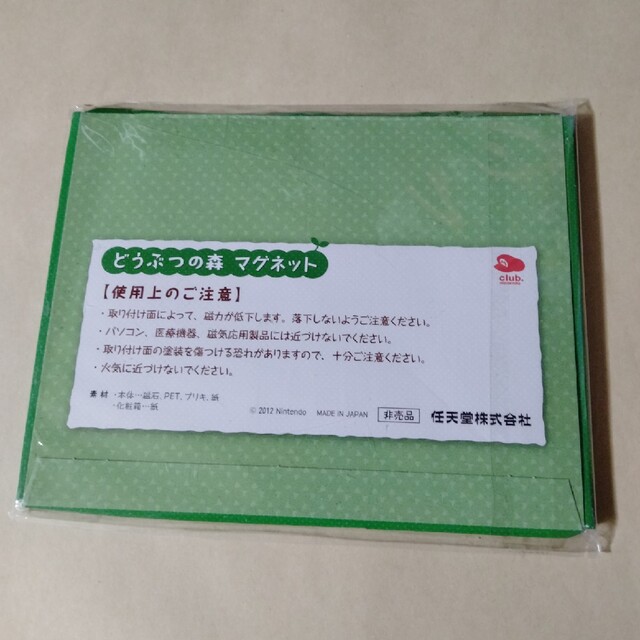 どうぶつの森 マグネット
club.
【使用上のご注意】
・取り付け面によって、磁力が低下します。落下しないようご注意ください。
・パソコン、医療機器、磁気応用製品には近づけないでください。
・取り付け面の塗装を傷つける恐れがありますので、十分ご注意ください。
・火気に近づけないでください。
素材 ・本体…磁石、PET、ブリキ、紙
・化粧箱…紙
© 2012 Nintendo MADE IN JAPAN 非売品 任天堂株式会社